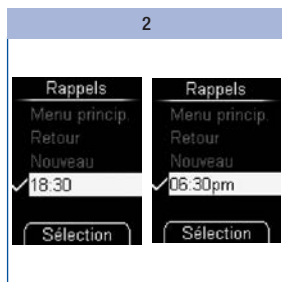 2
Rappels
Menu princip.
Retour
Nouveau
18:30
Sélection
Rappels
Menu princip.
Retour
Nouveau
06:30pm
Sélection